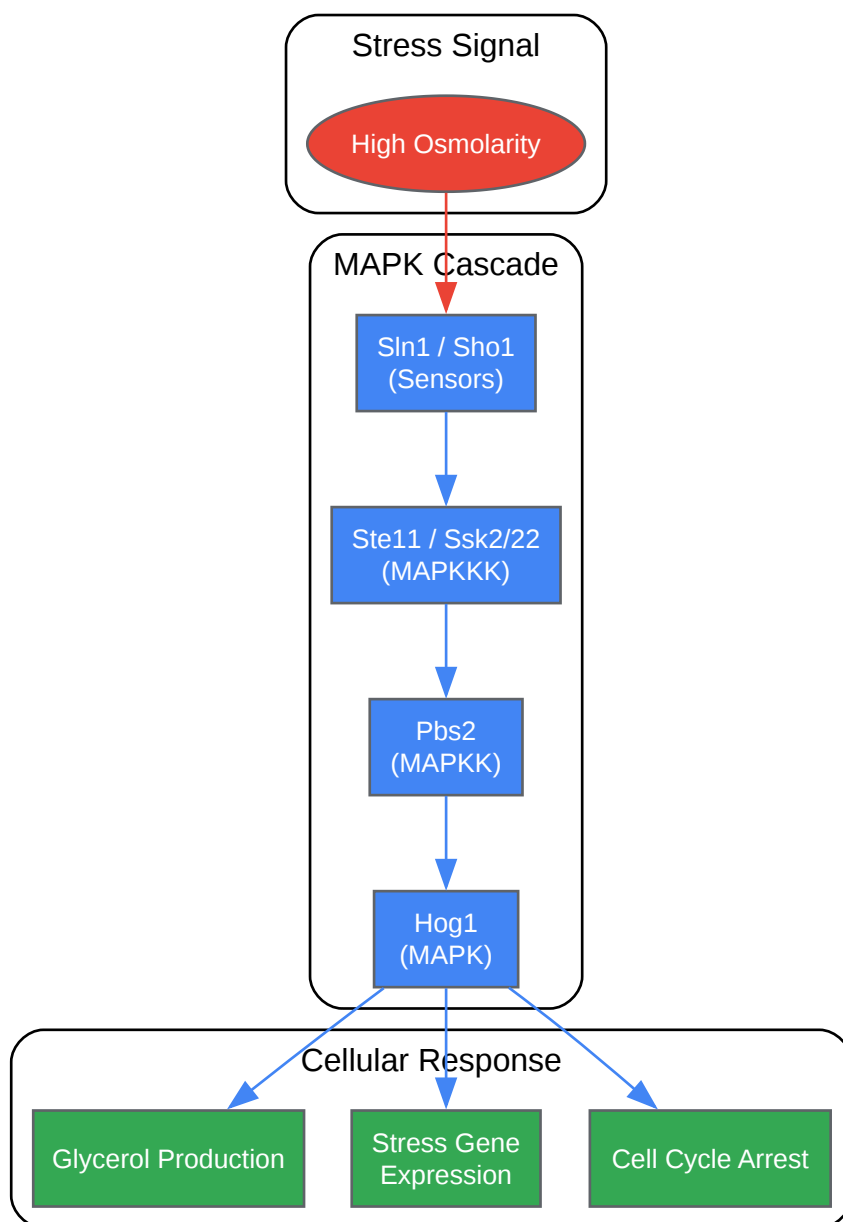 Stress Signal
High Osmolarity
MAPK Cascade
Sln1 / Sho1
(Sensors)
Ste11 / Ssk2/22
(MAPKKK)
Pbs2
(MAPKK)
Hog1
(MAPK)
Cellular Response
Glycerol Production
Stress Gene
Expression
Cell Cycle Arrest